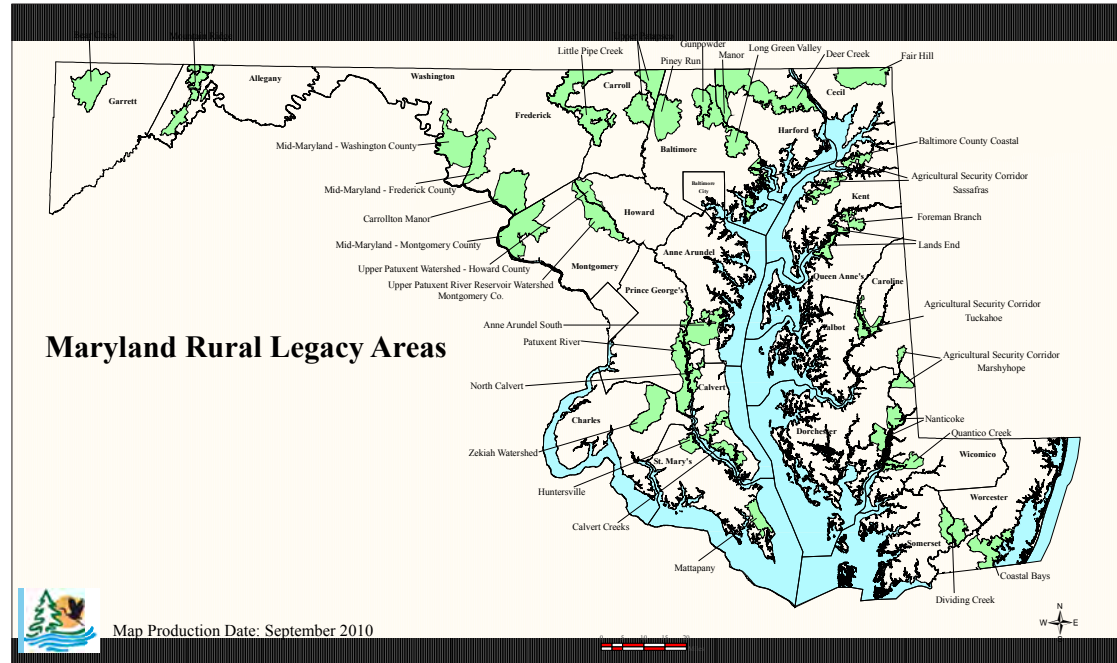 Bear Creek
Mountain Ridge
Upper Patapsco
Gunpowder
Little Pipe Creek
Manor
Long Green Valley
Piney Run
Deer Creek
Fair Hill
Garrett
Allegany
Washington
Frederick
Carroll
Baltimore
Harford
Cecil
Mid-Maryland - Washington County
Baltimore County Coastal
Mid-Maryland - Frederick County
Agricultural Security Corridor
Sassafras
Baltimore
City
Kent
Carrollton Manor
Howard
Foreman Branch
Mid-Maryland - Montgomery County
Lands End
Anne Arundel
Upper Patuxent Watershed - Howard County
Montgomery
Queen Anne's
Caroline
Upper Patuxent River Reservoir Watershed
Montgomery Co.
Prince George's
Agricultural Security Corridor
Tuckahoe
Anne Arundel South
Talbot
Maryland Rural Legacy Areas
Patuxent River
Agricultural Security Corridor
Marshyhope
North Calvert
Calvert
Charles
Nanticoke
Dorchester
Quantico Creek
Zekiah Watershed
St. Mary's
Wicomico
Huntersville
Worcester
Calvert Creeks
Somerset
Mattapany
Coastal Bays
Dividing Creek
Map Production Date: September 2010
N
W
E
S